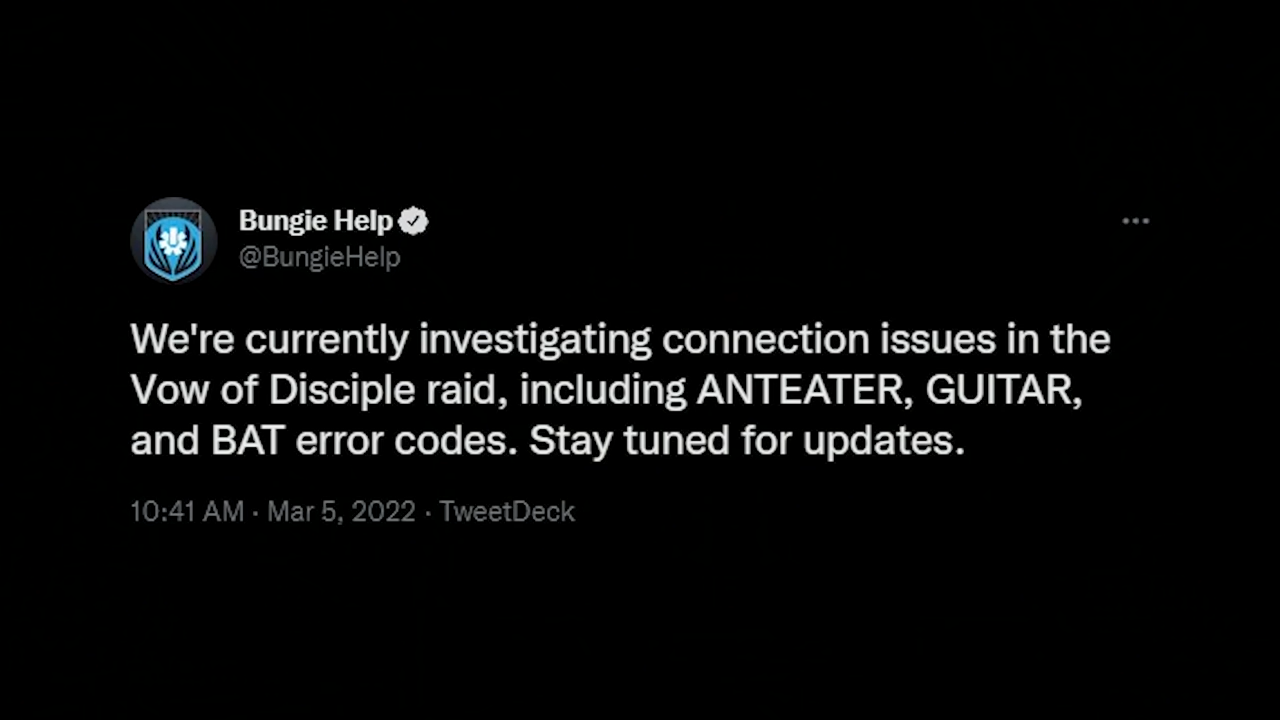 Bungie Help
@BungieHelp
We're currently investigating connection issues in the
Vow of Disciple raid, including ANTEATER, GUITAR,
and BAT error codes. Stay tuned for updates.
10:41 AM · Mar 5, 2022 · TweetDeck